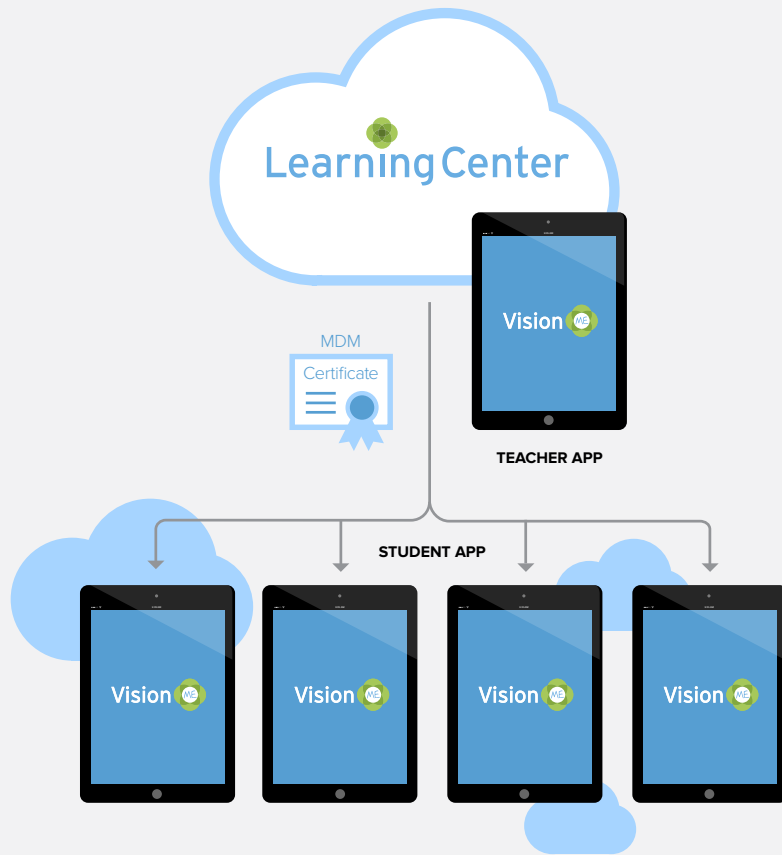 Learning Center
Vision ME
MDM
Certificate
TEACHER APP
STUDENT APP
Vision ME
Vision ME
Vision ME
Vision ME